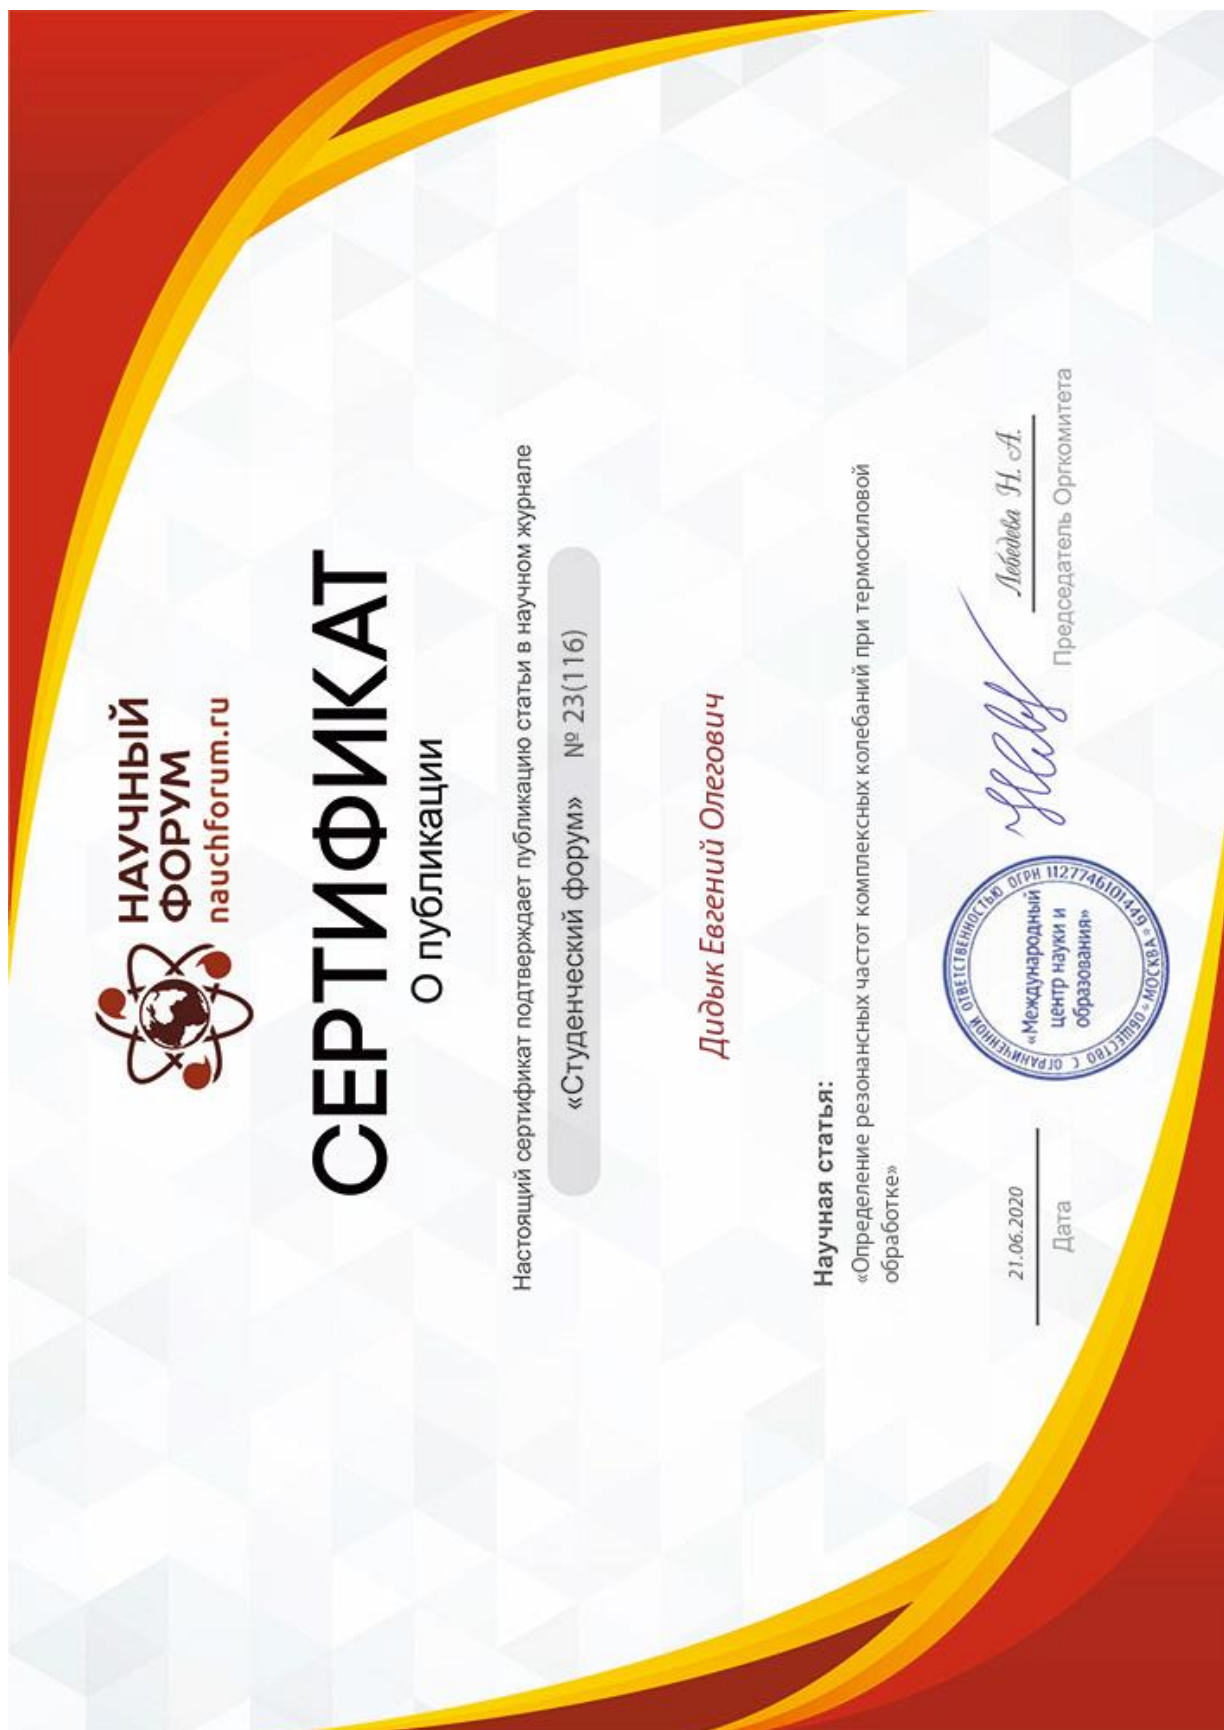 НАУЧНЫЙ
ФОРУМ
nauchforum.ru
СЕРТИФИКАТ
О публикации
Настоящий сертификат подтверждает публикацию статьи в научном журнале
«Студенческий форум» № 23(116)
Дидык Евгений Олегович
Научная статья:
«Определение резонансных частот комплексных колебаний при термосиловой
обработке»
21.06.2020
Дата
ОБЩЕСТВО С ОГРАНИЧЕННОЙ ОТВЕТСТВЕННОСТЬЮ ОГРН 1127746101449 * МОСКВА *
«Международный
центр науки и
образования»
Лебедева Н. А.
Председатель Оргкомитета